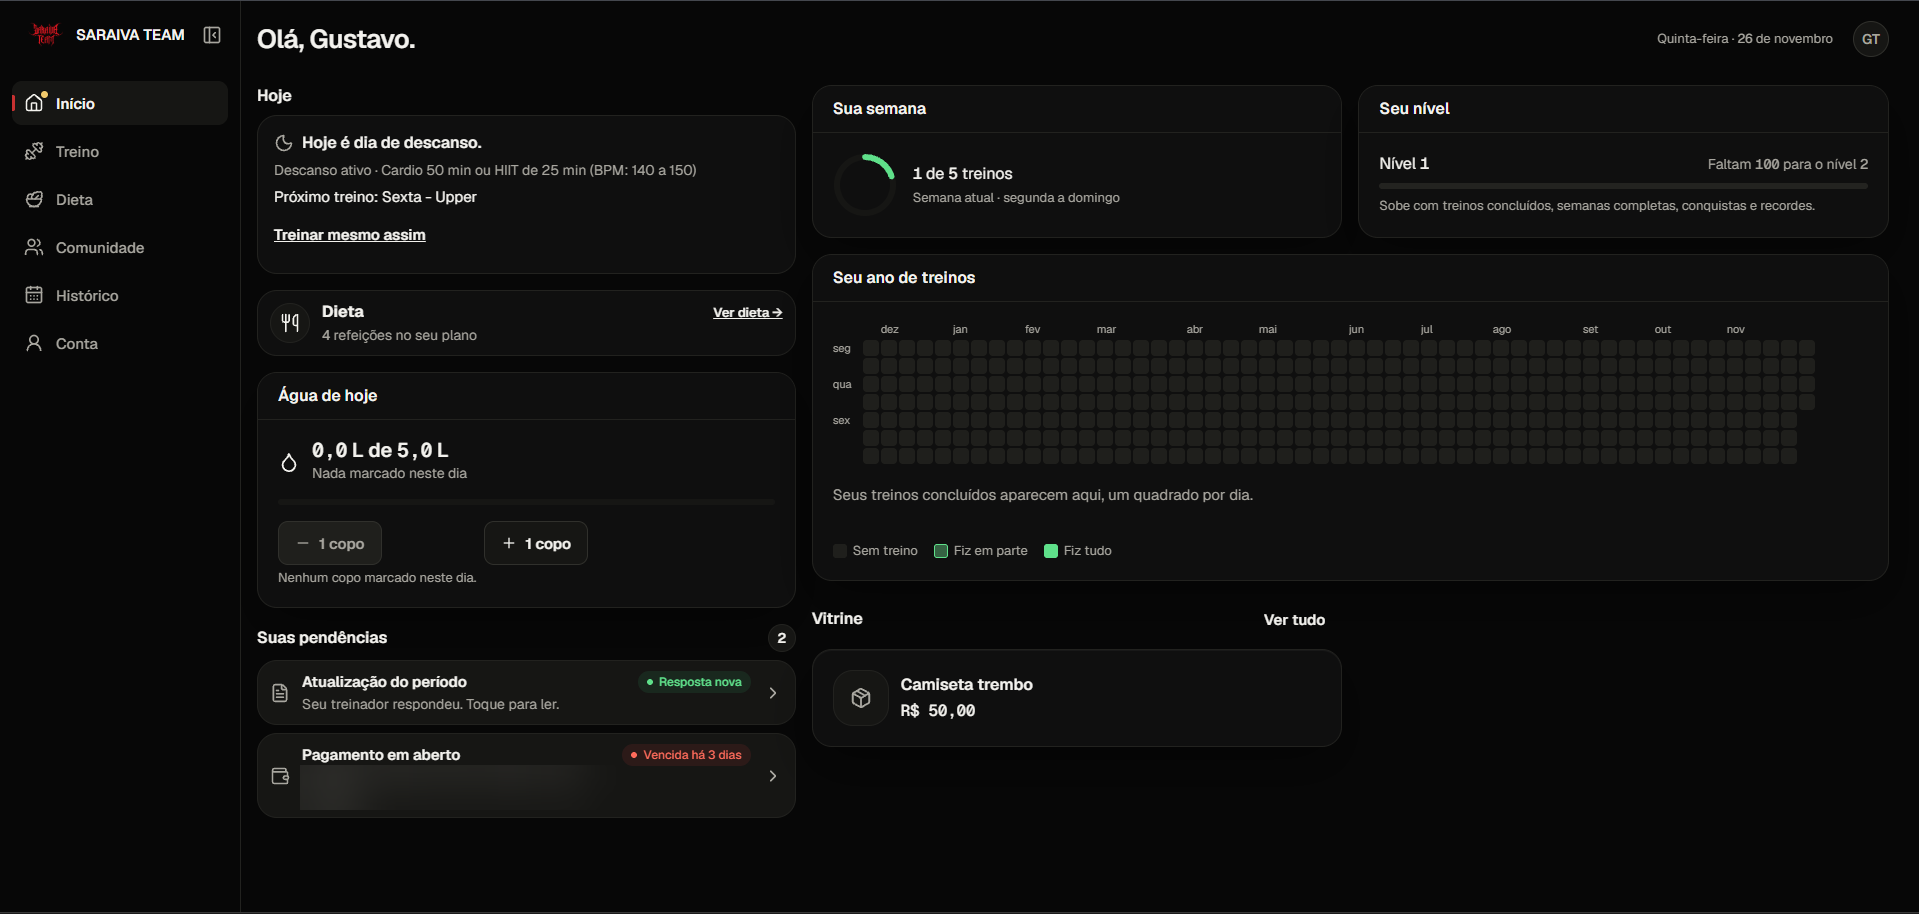 SARAIVA TEAM
Início
Treino
Dieta
Comunidade
Histórico
Conta
Olá, Gustavo.
Quinta-feira · 26 de novembro
GT
Hoje
Hoje é dia de descanso.
Descanso ativo · Cardio 50 min ou HIIT de 25 min (BPM: 140 a 150)
Próximo treino: Sexta - Upper
Treinar mesmo assim
Dieta
4 refeições no seu plano
Ver dieta →
Água de hoje
0,0 L de 5,0 L
Nada marcado neste dia
− 1 copo
+ 1 copo
Nenhum copo marcado neste dia.
Suas pendências
2
Atualização do período
Seu treinador respondeu. Toque para ler.
Resposta nova
Pagamento em aberto
Vencida há 3 dias
Sua semana
1 de 5 treinos
Semana atual · segunda a domingo
Seu nível
Nível 1
Faltam 100 para o nível 2
Sobe com treinos concluídos, semanas completas, conquistas e recordes.
Seu ano de treinos
dez jan fev mar abr mai jun jul ago set out nov
seg
qua
sex
Seus treinos concluídos aparecem aqui, um quadrado por dia.
Sem treino Fiz em parte Fiz tudo
Vitrine
Ver tudo
Camiseta trembo
R$ 50,00